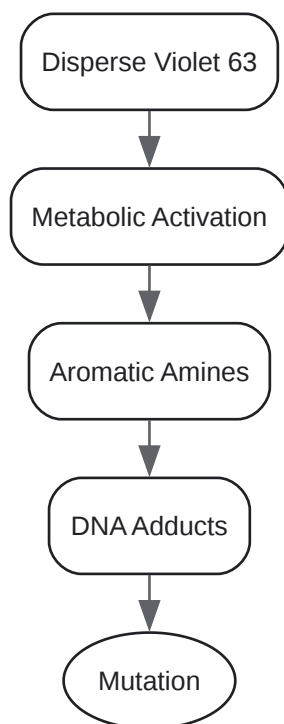 Disperse Violet 63
Metabolic Activation
Aromatic Amines
DNA Adducts
Mutation